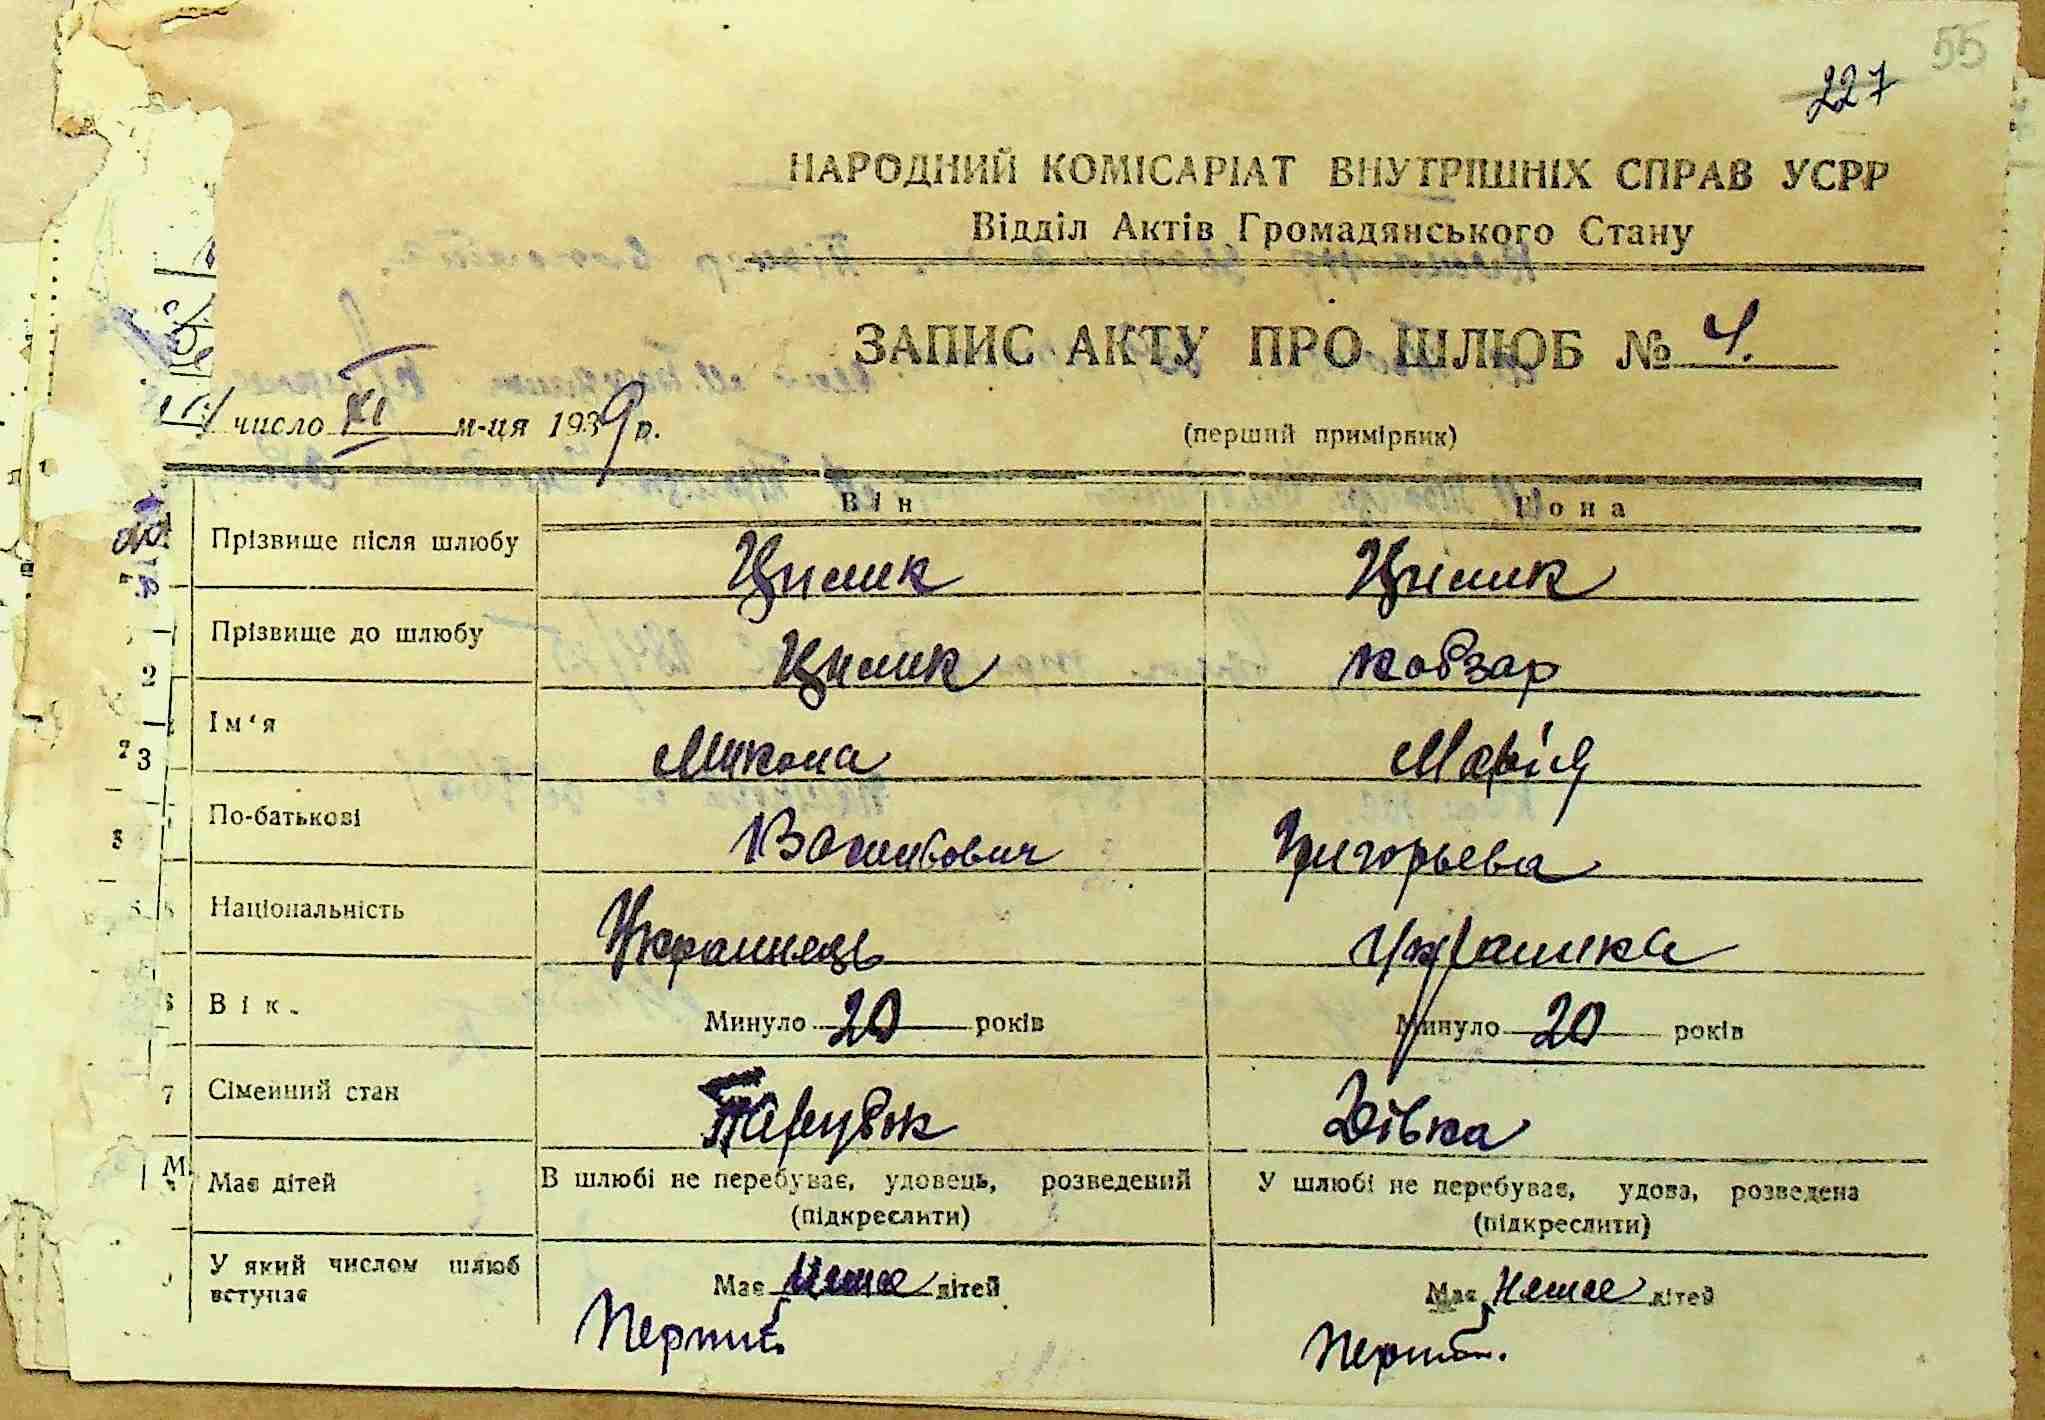 55
227
НАРОДНИЙ КОМІСАРІАТ ВНУТРІШНІХ СПРАВ УСРР
Відділ Актів Громадянського Стану
ЗАПИС АКТУ ПРО ШЛЮБ № 4.
число XI м-ця 1939 р.
(перший примірник)
Він Вона
Прізвище після шлюбу Цимик Цимик
Прізвище до шлюбу Цимик Кобзар
Ім'я Микола Марія
По-батькові Васильович Григорьева
Національність Українець Українка
Вік. Минуло 20 років Минуло 20 років
Сімейний стан Парубок Дівка
Має дітей В шлюбі не перебуває, удовець, розведений У шлюбі не перебуває, удова, розведена
(підкреслити) (підкреслити)
У який числом шлюб вступає Має Немає дітей Має Немає дітей
Перший. Перший.